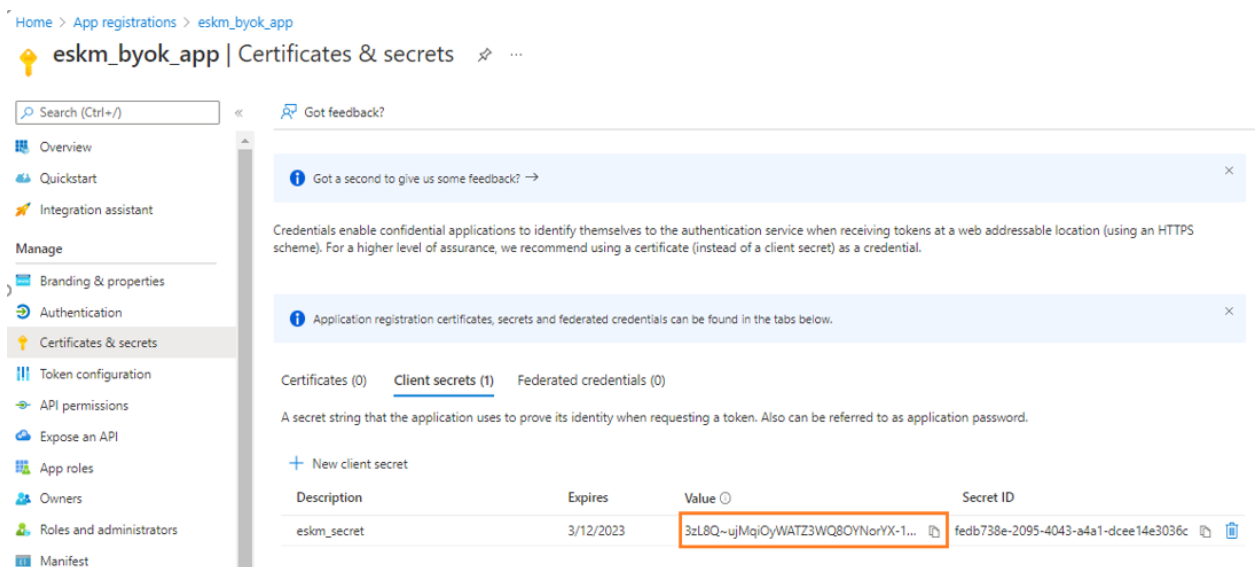 Home > App registrations > eskm_byok_app
eskm_byok_app | Certificates & secrets
Search (Ctrl+/)
«
Got feedback?
Overview
Quickstart
Integration assistant
Manage
Branding & properties
Authentication
Certificates & secrets
Token configuration
API permissions
Expose an API
App roles
Owners
Roles and administrators
Manifest
Got a second to give us some feedback? →
Credentials enable confidential applications to identify themselves to the authentication service when receiving tokens at a web addressable location (using an HTTPS
scheme). For a higher level of assurance, we recommend using a certificate (instead of a client secret) as a credential.
Application registration certificates, secrets and federated credentials can be found in the tabs below.
Certificates (0) Client secrets (1) Federated credentials (0)
A secret string that the application uses to prove its identity when requesting a token. Also can be referred to as application password.
New client secret
Description Expires Value Secret ID
eskm_secret 3/12/2023 3zL8Q~ujMqiOyWATZ3WQ8OYNorYX-1... fedb738e-2095-4043-a4a1-dcee14e3036c